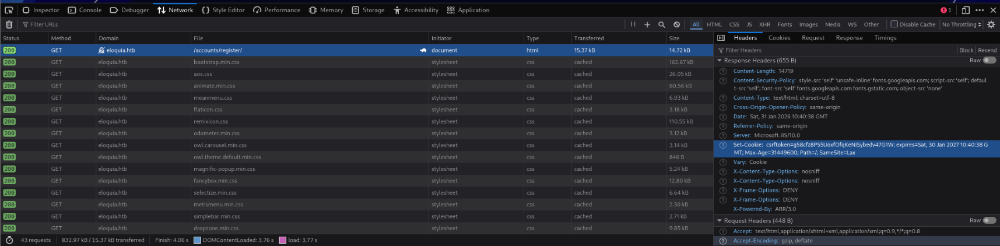 Inspector Console Debugger Network Style Editor Performance Memory Storage Accessibility Application 1
Filter URLs All HTML CSS JS XHR Fonts Images Media WS Other Disable Cache No Throttling
Status Method Domain File Initiator Type Transferred Size
200 GET eloquia.htb /accounts/register/ document html 15.37 kB 14.72 kB
200 GET eloquia.htb bootstrap.min.css stylesheet css cached 162.67 kB
200 GET eloquia.htb aos.css stylesheet css cached 26.05 kB
200 GET eloquia.htb animate.min.css stylesheet css cached 60.56 kB
200 GET eloquia.htb meanmenu.css stylesheet css cached 6.93 kB
200 GET eloquia.htb flaticon.css stylesheet css cached 3.18 kB
200 GET eloquia.htb remixicon.css stylesheet css cached 110.55 kB
200 GET eloquia.htb odometer.min.css stylesheet css cached 3.12 kB
200 GET eloquia.htb owl.carousel.min.css stylesheet css cached 3.14 kB
200 GET eloquia.htb owl.theme.default.min.css stylesheet css cached 846 B
200 GET eloquia.htb magnific-popup.min.css stylesheet css cached 5.24 kB
200 GET eloquia.htb fancybox.min.css stylesheet css cached 12.80 kB
200 GET eloquia.htb selectize.min.css stylesheet css cached 6.64 kB
200 GET eloquia.htb metismenu.min.css stylesheet css cached 2.30 kB
200 GET eloquia.htb simplebar.min.css stylesheet css cached 2.71 kB
200 GET eloquia.htb dropzone.min.css stylesheet css cached 9.85 kB
43 requests 832.97 kB / 15.37 kB transferred Finish: 4.06 s DOMContentLoaded: 3.76 s load: 3.77 s
Headers Cookies Request Response Timings
Filter Headers Block Resend
Response Headers (655 B) Raw
Content-Length: 14719
Content-Security-Policy: style-src 'self' 'unsafe-inline' fonts.googleapis.com; script-src 'self'; defaul
t-src 'self'; font-src 'self' fonts.googleapis.com fonts.gstatic.com; object-src 'none'
Content-Type: text/html; charset=utf-8
Cross-Origin-Opener-Policy: same-origin
Date: Sat, 31 Jan 2026 10:40:38 GMT
Referrer-Policy: same-origin
Server: Microsoft-IIS/10.0
Set-Cookie: csrftoken=g58cfz8P55UoxfOfqKeNiSybedv47G1W; expires=Sat, 30 Jan 2027 10:40:38 G
MT; Max-Age=31449600; Path=/; SameSite=Lax
Vary: Cookie
X-Content-Type-Options: nosniff
X-Content-Type-Options: nosniff
X-Frame-Options: DENY
X-Frame-Options: DENY
X-Powered-By: ARR/3.0
Request Headers (448 B) Raw
Accept: text/html,application/xhtml+xml,application/xml;q=0.9,*/*;q=0.8
Accept-Encoding: gzip, deflate